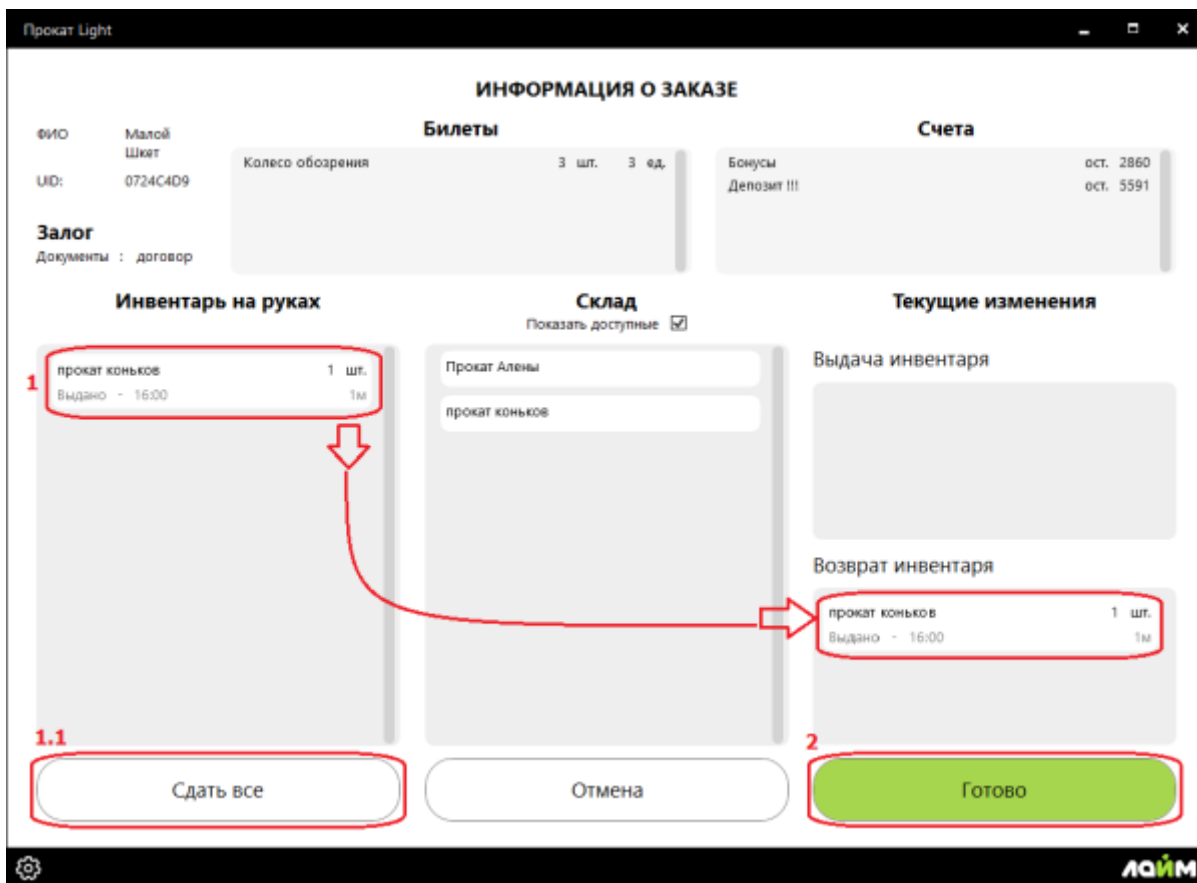 Прокат Light
ИНФОРМАЦИЯ О ЗАКАЗЕ
ФИО Малой
Шкет
UID: 0724C4D9
Залог
Документы : договор
Билеты
Колесо обозрения 3 шт. 3 ед.
Счета
Бонусы ост. 2860
Депозит !!! ост. 5591
Инвентарь на руках
1
прокат коньков 1 шт.
Выдано - 16:00 1м
Склад
Показать доступные
Прокат Алены
прокат коньков
Текущие изменения
Выдача инвентаря
Возврат инвентаря
прокат коньков 1 шт.
Выдано - 16:00 1м
1.1
Сдать все
Отмена
2
Готово
лайм